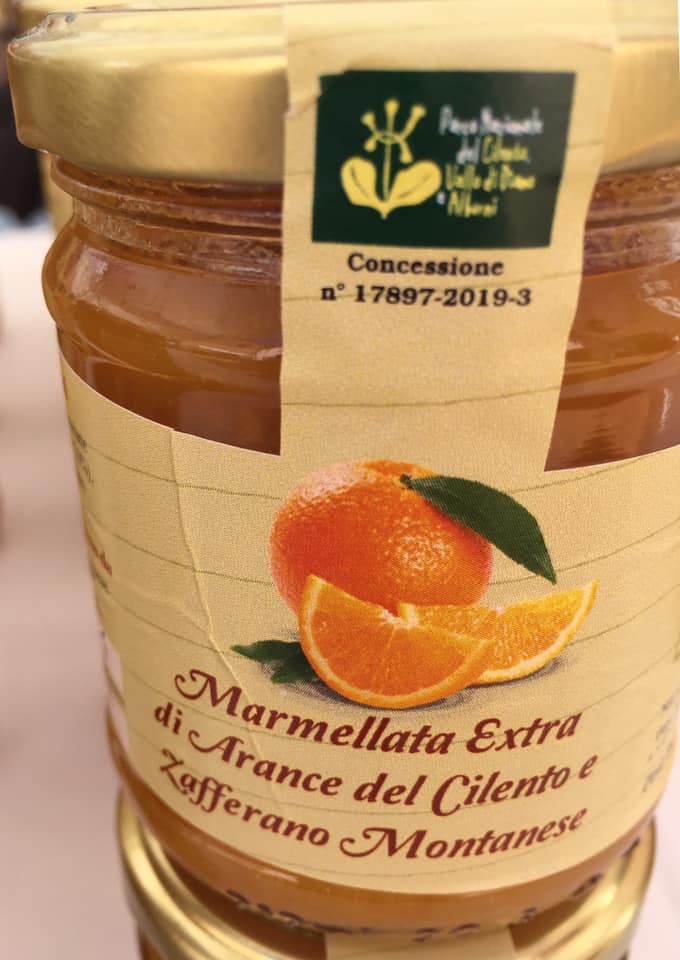 Parco Nazionale
del Cilento,
Vallo di Diano
e Alburni
Concessione
n° 17897-2019-3
Marmellata Extra
di Arance del Cilento e
Zafferano Montanese